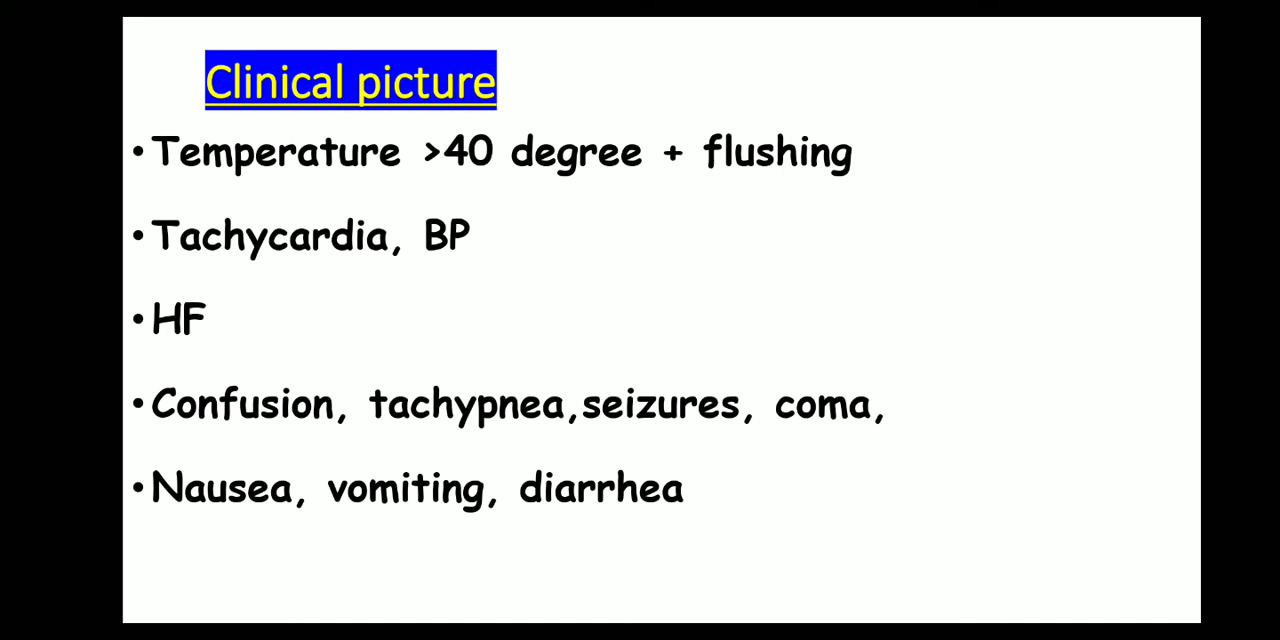 Clinical picture
• Temperature >40 degree + flushing
• Tachycardia, BP
• HF
• Confusion, tachypnea,seizures, coma,
• Nausea, vomiting, diarrhea